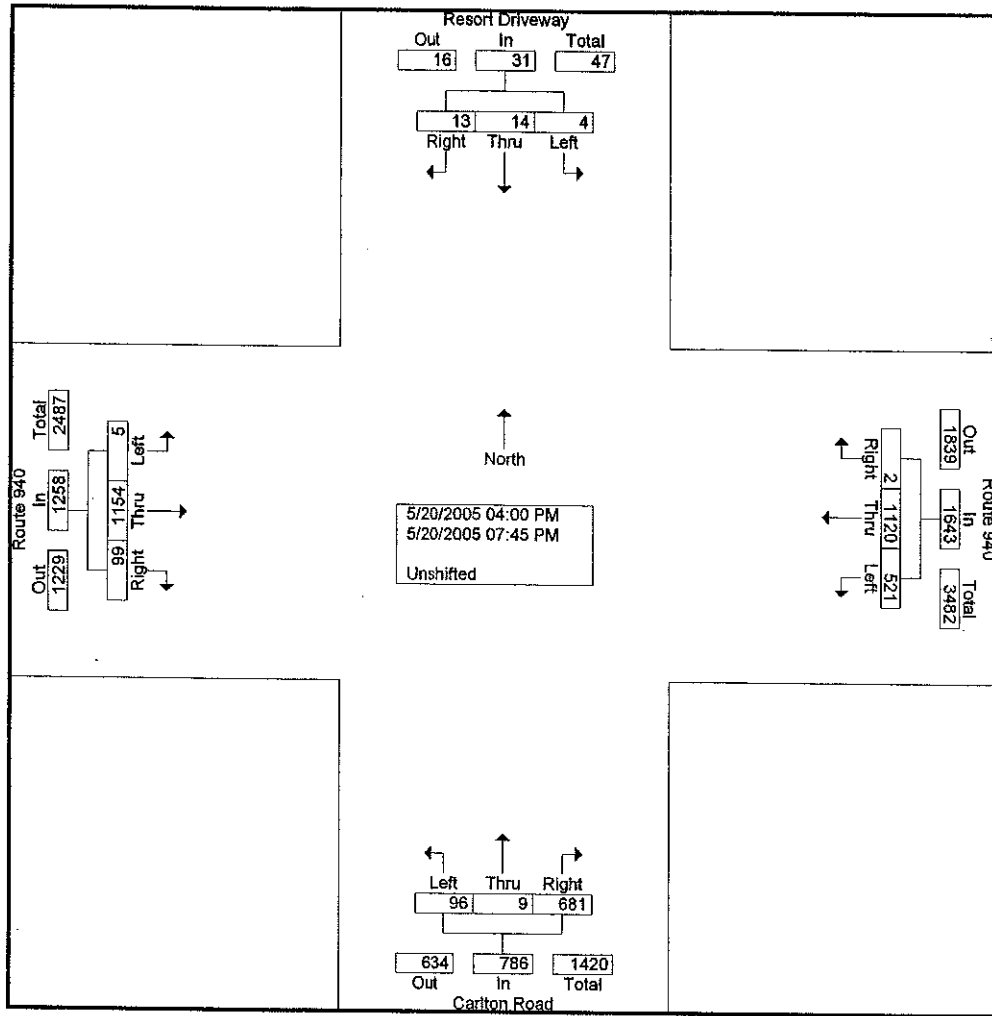 Resort Driveway
Out In Total
16 31 47
13 14 4
Right Thru Left
Route 940
Total In Out
2487 1258 1229
5 1154 99
Left Thru Right
North
5/20/2005 04:00 PM
5/20/2005 07:45 PM
Unshifted
Right Thru Left
2 1120 521
Out In Total
1839 1643 3482
Route 940
Left Thru Right
96 9 681
634 786 1420
Out In Total
Carlton Road